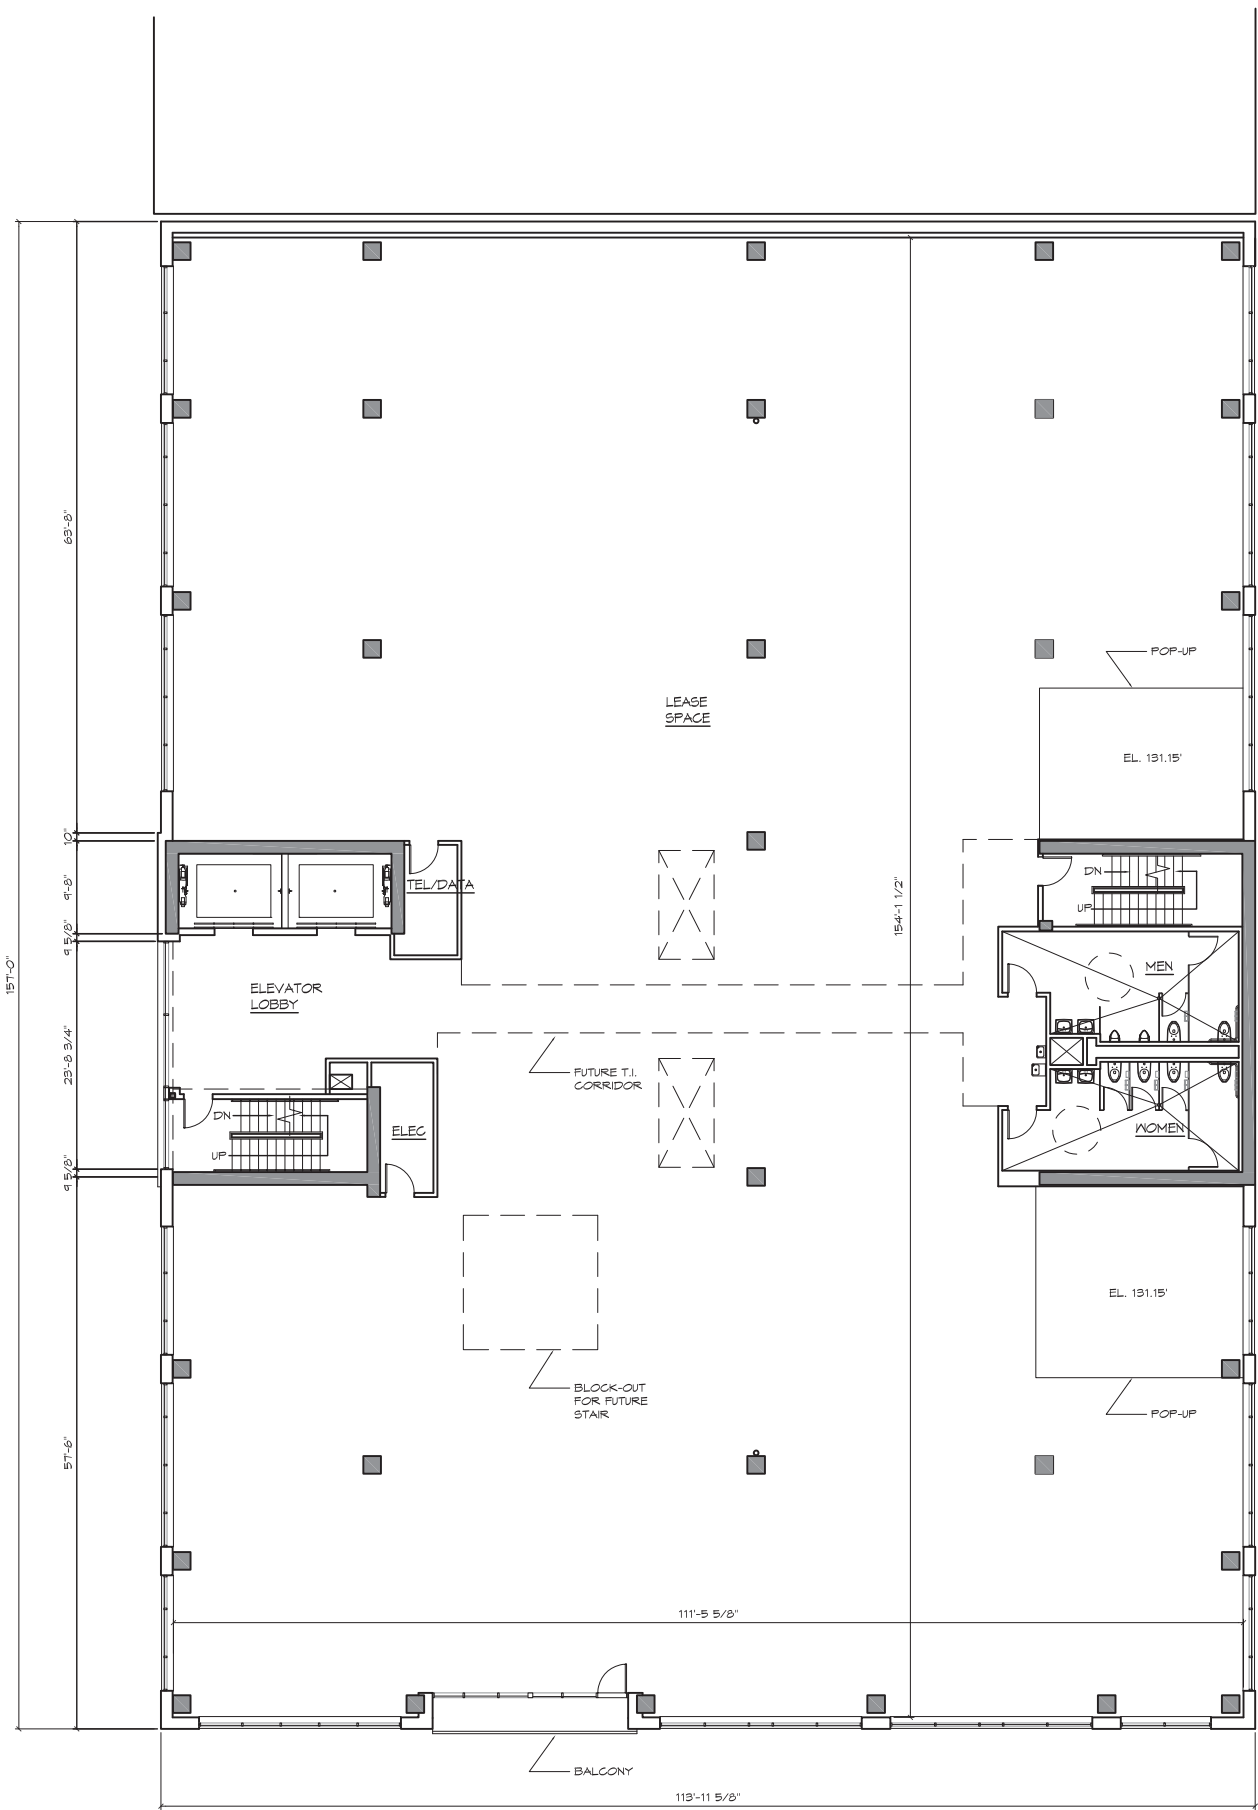 63'-8"
POP-UP
LEASE
SPACE
EL. 131.15'
10"
9'-8"
TEL/DATA
DN
UP
154'-1 1/2"
9 5/8"
157'-0"
MEN
ELEVATOR
LOBBY
23'-8 3/4"
FUTURE T.I.
CORRIDOR
DN
UP
ELEC
WOMEN
9 5/8"
EL. 131.15'
BLOCK-OUT
FOR FUTURE
STAIR
POP-UP
57'-6"
111'-5 5/8"
BALCONY
113'-11 5/8"